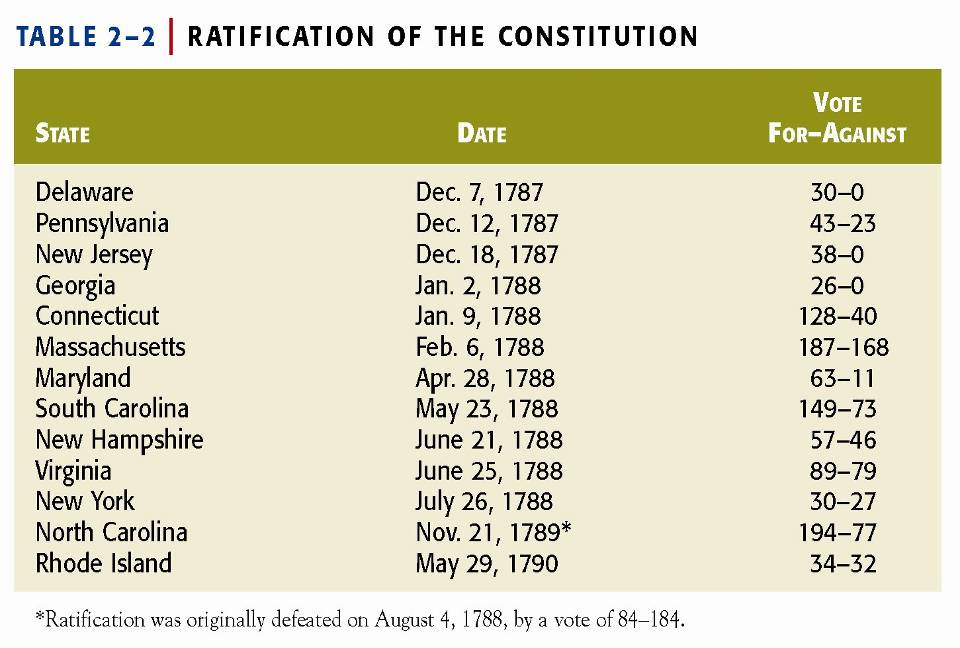 TABLE 2–2 | RATIFICATION OF THE CONSTITUTION
VOTE
STATE DATE FOR–AGAINST
Delaware Dec. 7, 1787 30–0
Pennsylvania Dec. 12, 1787 43–23
New Jersey Dec. 18, 1787 38–0
Georgia Jan. 2, 1788 26–0
Connecticut Jan. 9, 1788 128–40
Massachusetts Feb. 6, 1788 187–168
Maryland Apr. 28, 1788 63–11
South Carolina May 23, 1788 149–73
New Hampshire June 21, 1788 57–46
Virginia June 25, 1788 89–79
New York July 26, 1788 30–27
North Carolina Nov. 21, 1789* 194–77
Rhode Island May 29, 1790 34–32
*Ratification was originally defeated on August 4, 1788, by a vote of 84–184.